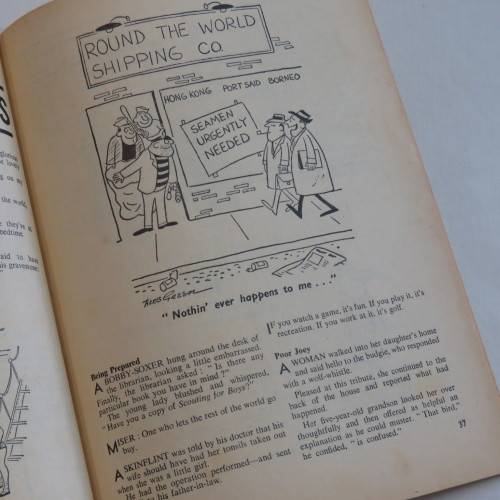 ROUND THE WORLD
SHIPPING CO.
HONG KONG PORT SAID BORNEO
SEAMEN
URGENTLY
NEEDED
"Nothin' ever happens to me . . ."
Being Prepared
A BOBBY-SOXER hung around the desk of
the librarian, looking a little embarrassed.
Finally, the librarian asked: "Is there any
particular book you have in mind?"
The young lady blushed and whispered,
"Have you a copy of Scouting for Boys?"
MISER: One who lets the rest of the world go
buy.
A SKINFLINT was told by his doctor that his
wife should have had her tonsils taken out
when she was a little girl.
He had the operation performed—and sent
his father-in-law.
IF you watch a game, it's fun. If you play it, it's
recreation. If you work at it, it's golf.
Poor Joey
A WOMAN walked into her daughter's home
and said hello to the budgie, who responded
with a wolf-whistle.
Pleased at this tribute, she continued to the
back of the house and reported what had
happened.
Her five-year-old grandson looked her over
thoughtfully and then offered as helpful an
explanation as he could muster. "That bird,"
he confided, "is confused."
37